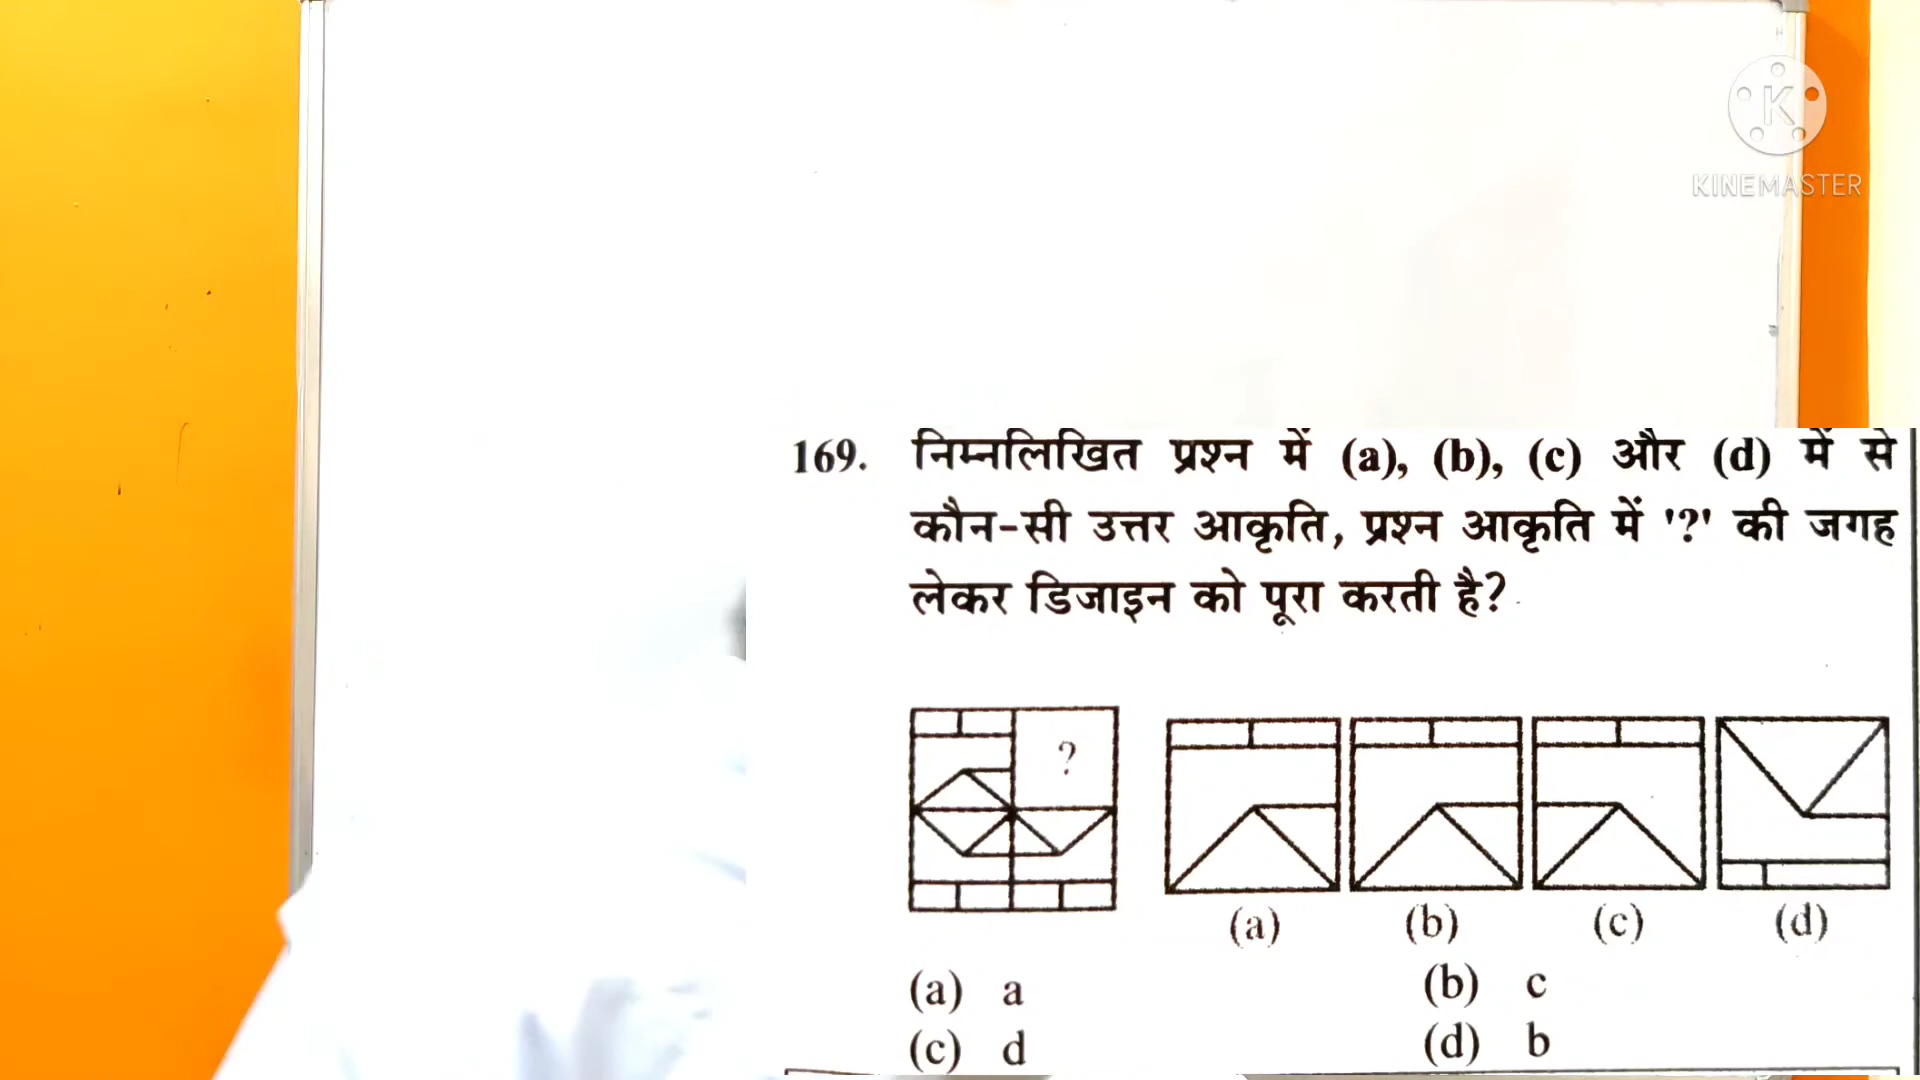 K
KINEMASTER
169. निम्नलिखित प्रश्न में (a), (b), (c) और (d) में से
कौन-सी उत्तर आकृति, प्रश्न आकृति में '?' की जगह
लेकर डिजाइन को पूरा करती है?
?
(a) (b) (c) (d)
(a) a (b) c
(c) d (d) b